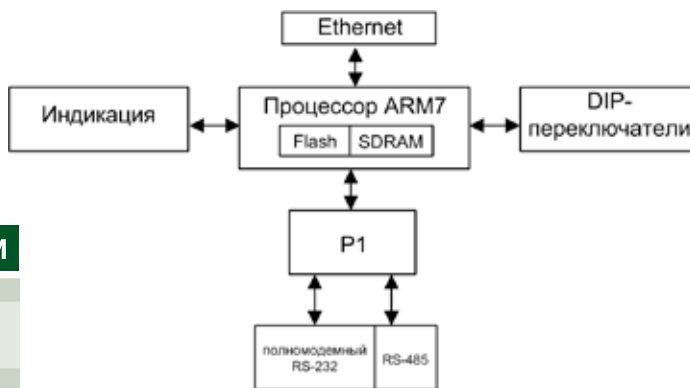 Ethernet
Индикация
Процессор ARM7
Flash SDRAM
DIP-
переключатели
P1
И
полномодемный
RS-232
RS-485